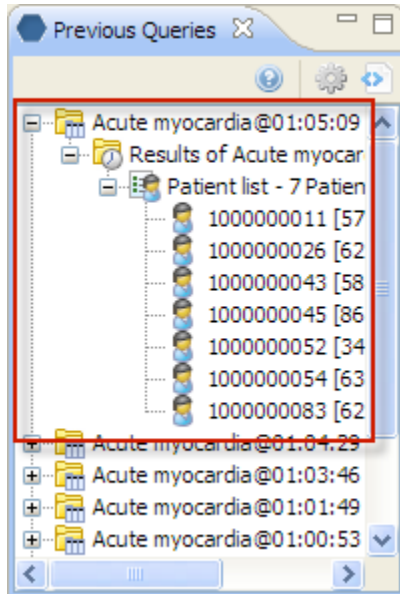 Previous Queries
Acute myocardia@01:05:09
Results of Acute myocar
Patient list - 7 Patien
1000000011 [57
1000000026 [62
1000000043 [58
1000000045 [86
1000000052 [34
1000000054 [63
1000000083 [62
Acute myocardia@01:04:29
Acute myocardia@01:03:46
Acute myocardia@01:01:49
Acute myocardia@01:00:53